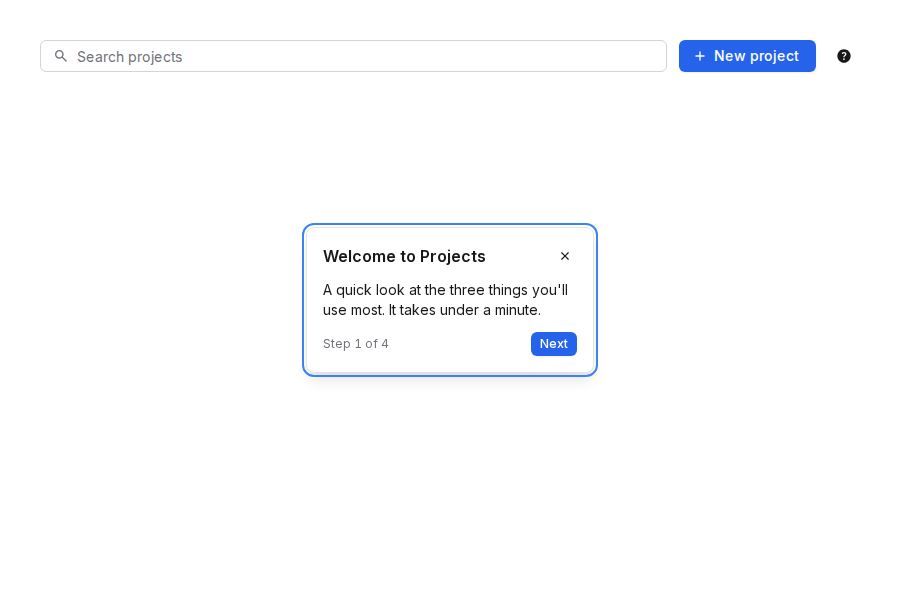 Search projects
New project
Welcome to Projects
A quick look at the three things you'll
use most. It takes under a minute.
Step 1 of 4
Next